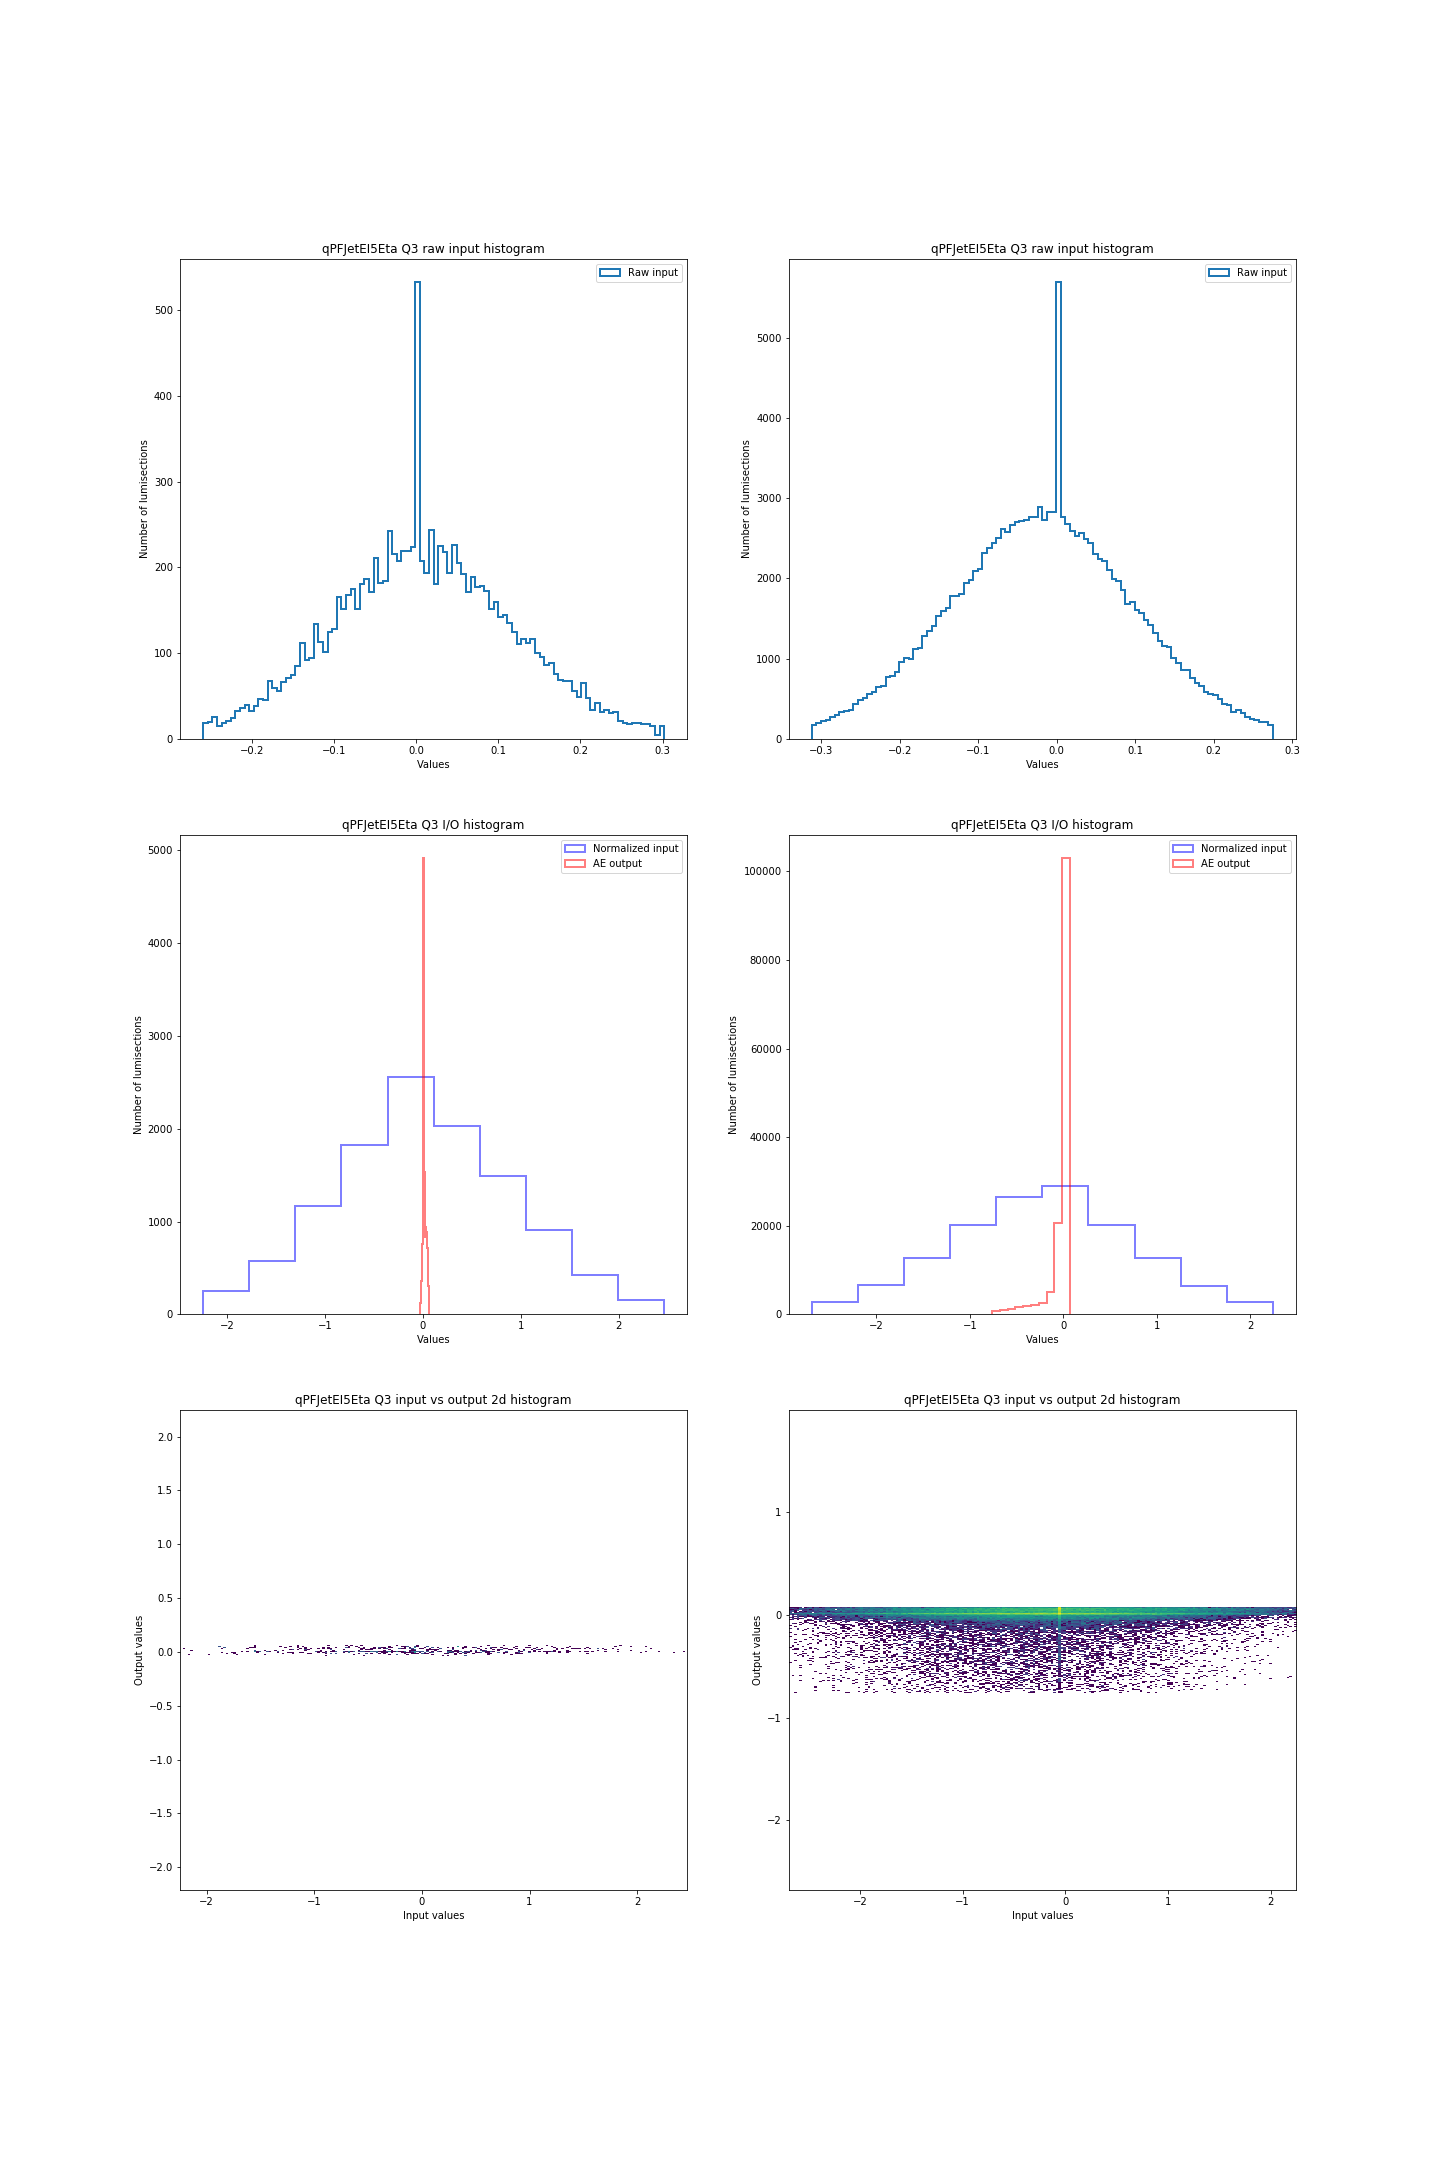 qPFJetEI5Eta Q3 raw input histogram
Raw input
Number of lumisections
500
400
300
200
100
0
−0.2
−0.1
0.0
0.1
0.2
0.3
Values
qPFJetEI5Eta Q3 raw input histogram
Raw input
Number of lumisections
5000
4000
3000
2000
1000
0
−0.3
−0.2
−0.1
0.0
0.1
0.2
0.3
Values
qPFJetEI5Eta Q3 I/O histogram
Normalized input
AE output
Number of lumisections
5000
4000
3000
2000
1000
0
−2
−1
0
1
2
Values
qPFJetEI5Eta Q3 I/O histogram
Normalized input
AE output
Number of lumisections
100000
80000
60000
40000
20000
0
−2
−1
0
1
2
Values
qPFJetEI5Eta Q3 input vs output 2d histogram
Output values
2.0
1.5
1.0
0.5
0.0
−0.5
−1.0
−1.5
−2.0
−2
−1
0
1
2
Input values
qPFJetEI5Eta Q3 input vs output 2d histogram
Output values
1
0
−1
−2
−2
−1
0
1
2
Input values